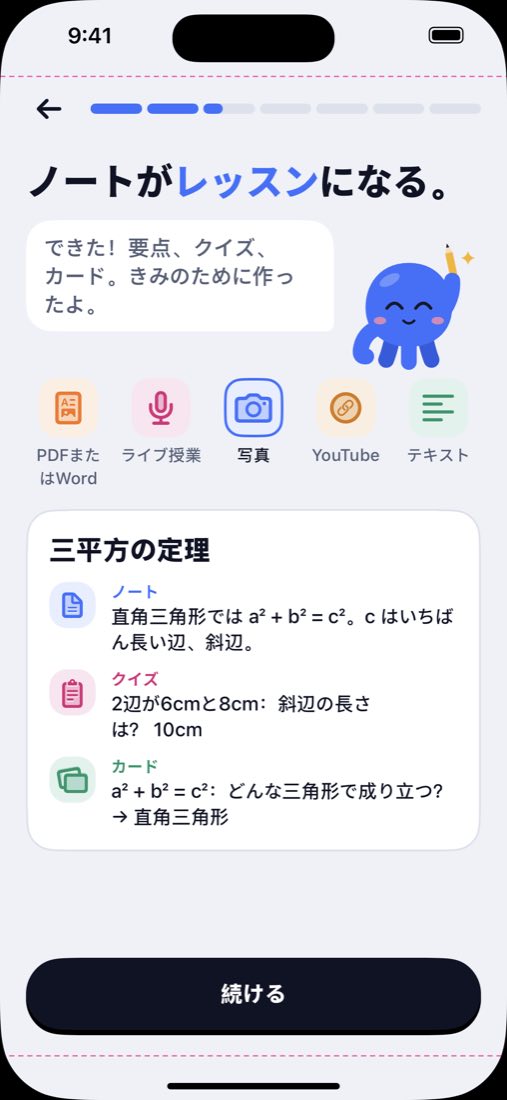 9:41
ノートがレッスンになる。
できた！要点、クイズ、
カード。きみのために作っ
たよ。
PDFまた
はWord
ライブ授業
写真
YouTube
テキスト
三平方の定理
ノート
直角三角形では a² + b² = c²。c はいちば
ん長い辺、斜辺。
クイズ
2辺が6cmと8cm：斜辺の長さ
は？ 10cm
カード
a² + b² = c²：どんな三角形で成り立つ？
→ 直角三角形
続ける